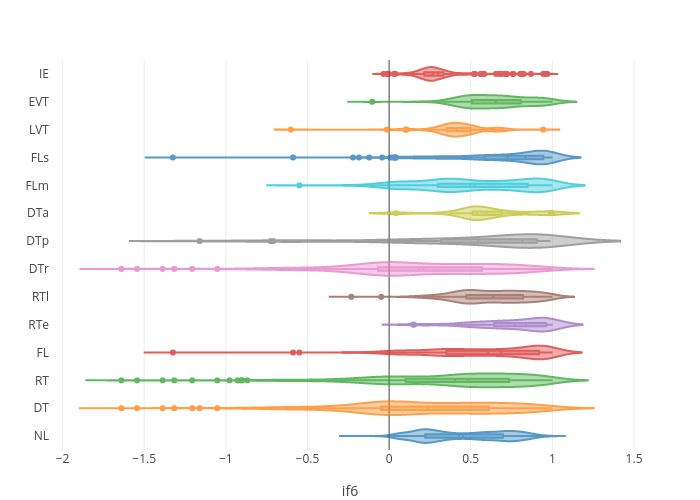 IE
EVT
LVT
FLs
FLm
DTa
DTp
DTr
RTl
RTe
FL
RT
DT
NL
−2 −1.5 −1 −0.5 0 0.5 1 1.5
if6